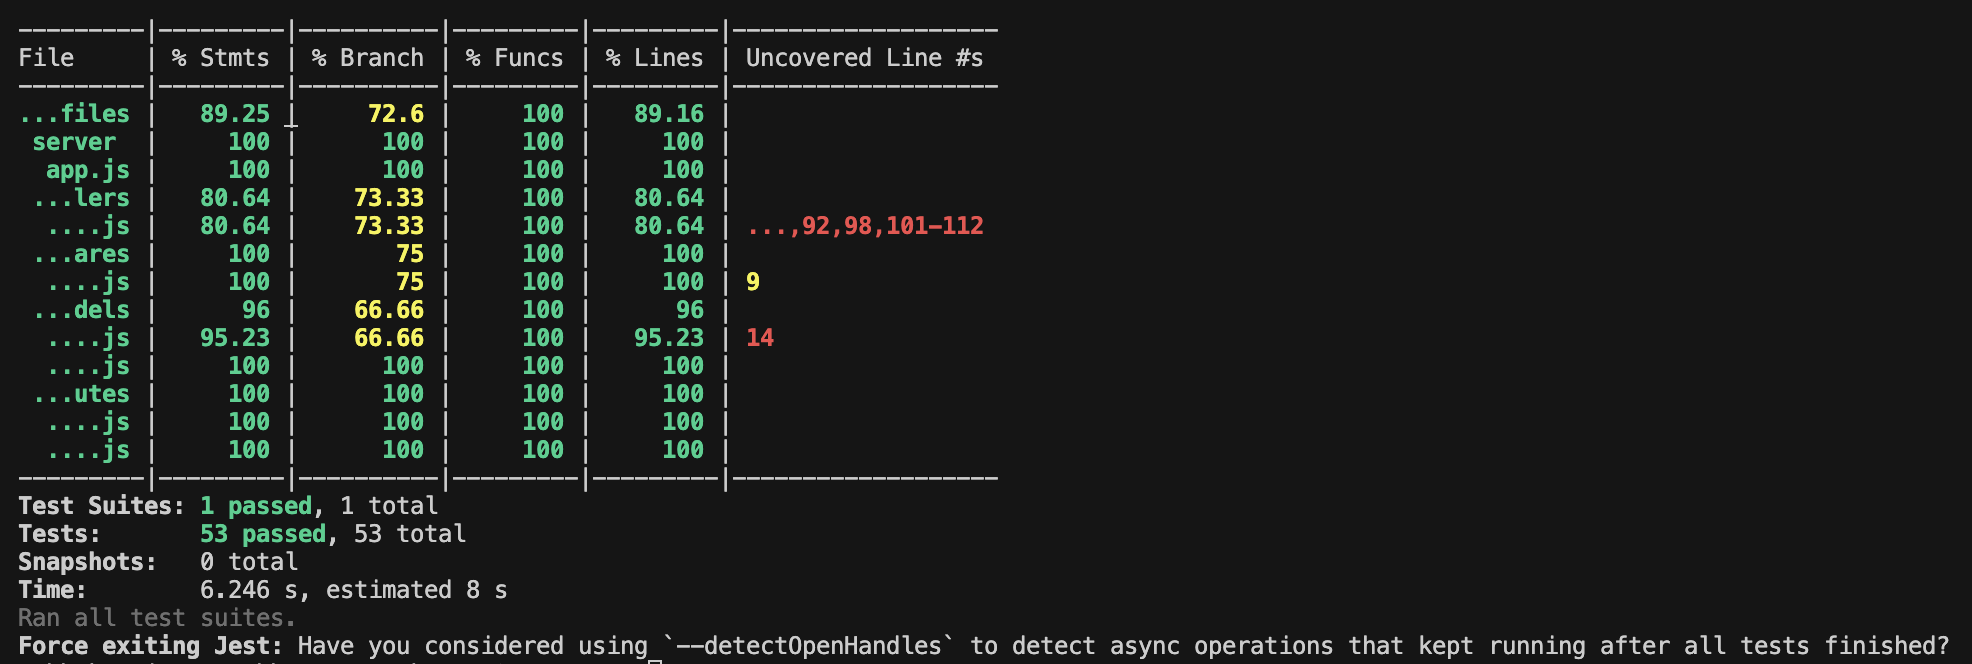 ---------|---------|----------|---------|---------|-------------------
File     | % Stmts | % Branch | % Funcs | % Lines | Uncovered Line #s
---------|---------|----------|---------|---------|-------------------
...files |   89.25 |     72.6 |     100 |   89.16 |
 server  |     100 |      100 |     100 |     100 |
  app.js |     100 |      100 |     100 |     100 |
 ...lers |   80.64 |    73.33 |     100 |   80.64 |
  ....js |   80.64 |    73.33 |     100 |   80.64 | ...,92,98,101-112
 ...ares |     100 |       75 |     100 |     100 |
  ....js |     100 |       75 |     100 |     100 | 9
 ...dels |      96 |    66.66 |     100 |      96 |
  ....js |   95.23 |    66.66 |     100 |   95.23 | 14
  ....js |     100 |      100 |     100 |     100 |
 ...utes |     100 |      100 |     100 |     100 |
  ....js |     100 |      100 |     100 |     100 |
  ....js |     100 |      100 |     100 |     100 |
---------|---------|----------|---------|---------|-------------------
Test Suites: 1 passed, 1 total
Tests:       53 passed, 53 total
Snapshots:   0 total
Time:        6.246 s, estimated 8 s
Ran all test suites.
Force exiting Jest: Have you considered using `--detectOpenHandles` to detect async operations that kept running after all tests finished?